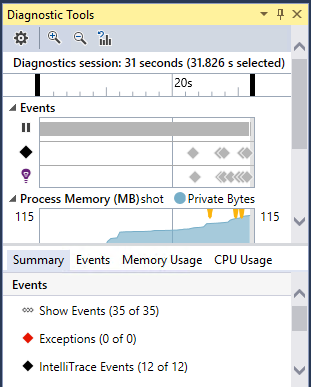 Diagnostic Tools
Diagnostics session: 31 seconds (31.826 s selected)
20s
Events
Process Memory (MB)shot Private Bytes
115 115
Summary Events Memory Usage CPU Usage
Events
Show Events (35 of 35)
Exceptions (0 of 0)
IntelliTrace Events (12 of 12)